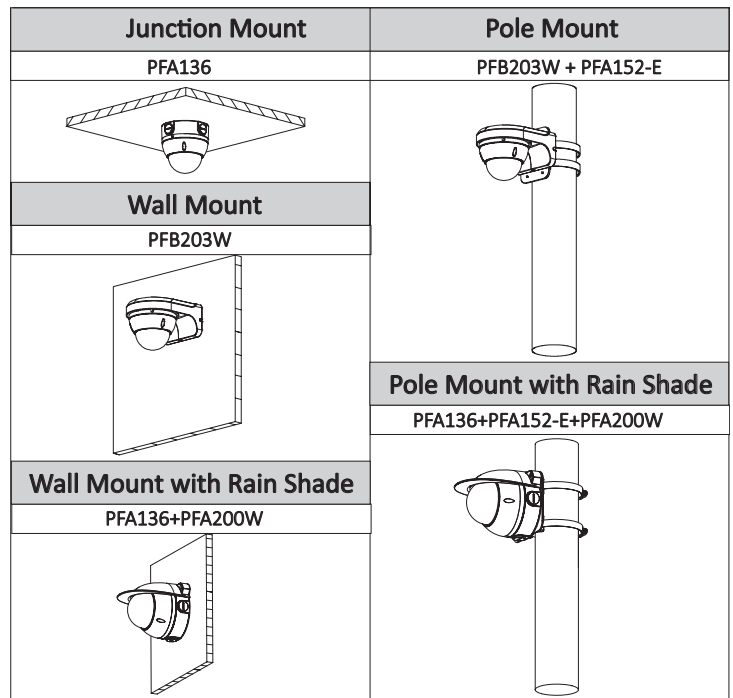 Junction Mount
PFA136
Wall Mount
PFB203W
Wall Mount with Rain Shade
PFA136+PFA200W
Pole Mount
PFB203W + PFA152-E
Pole Mount with Rain Shade
PFA136+PFA152-E+PFA200W